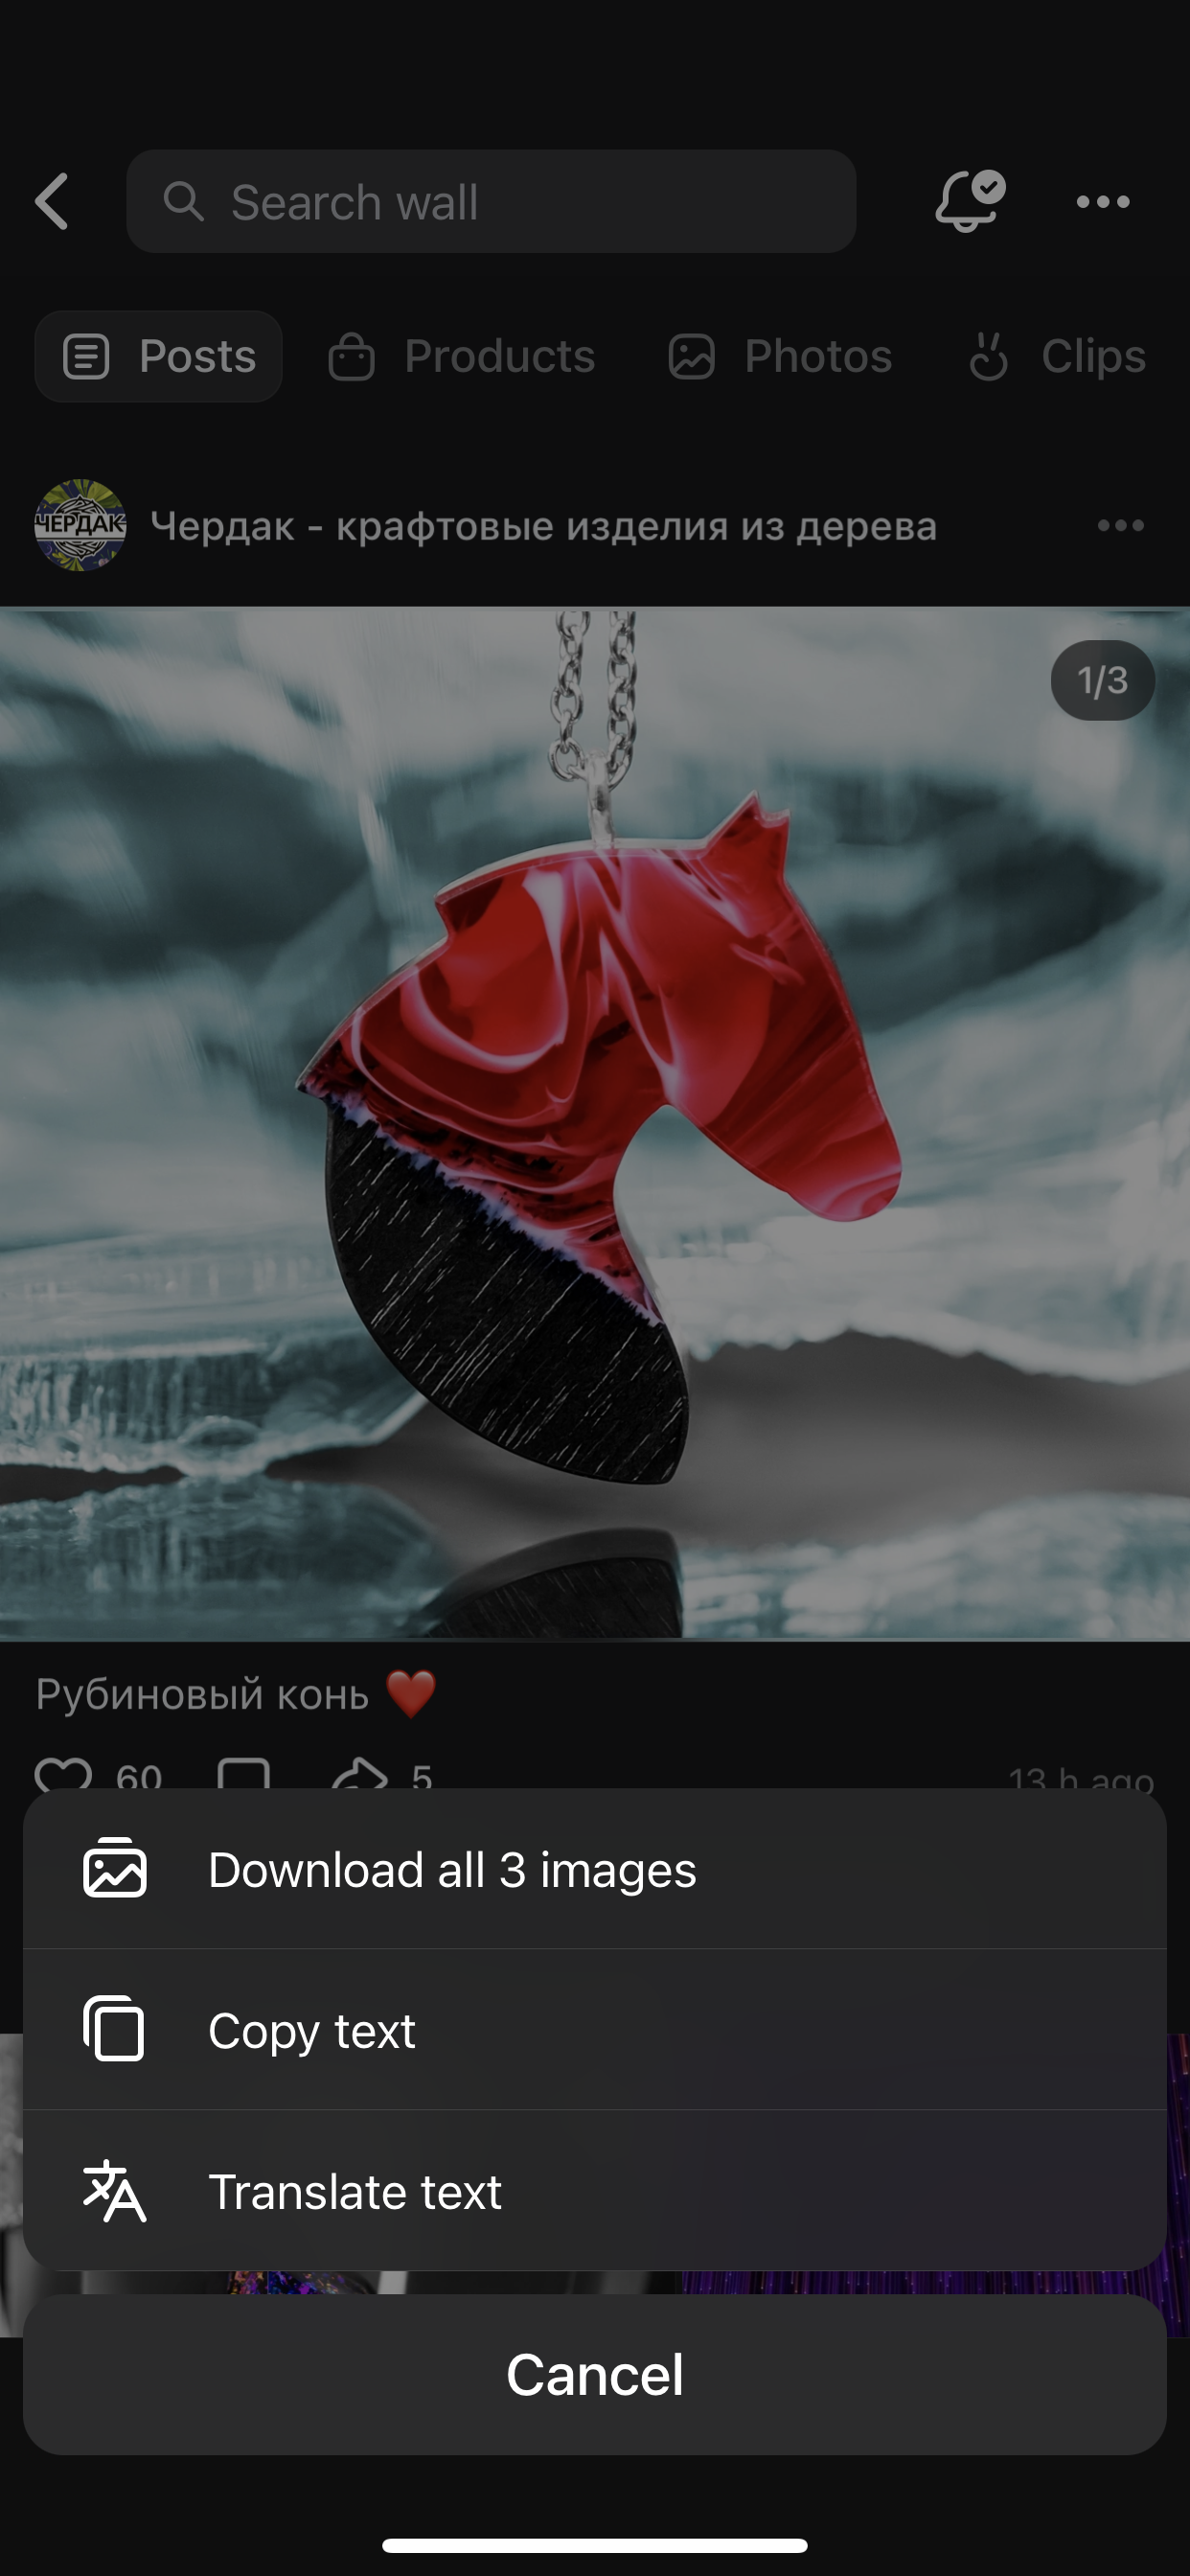 Search wall
Posts Products Photos Clips
ЧЕРДАК
Чердак - крафтовые изделия из дерева
1/3
Рубиновый конь ❤️
60 5 13 h ago
Download all 3 images
Copy text
Translate text
Cancel